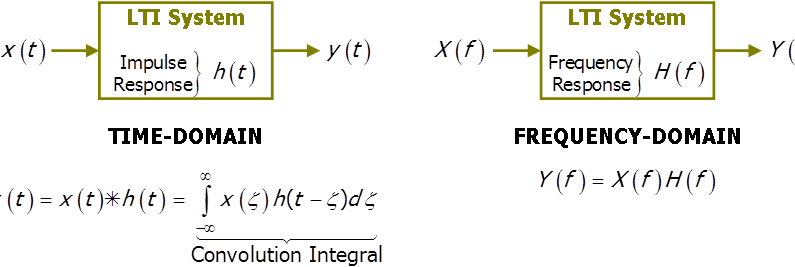 LTI System
x(t) Impulse Response } h(t) y(t)
TIME-DOMAIN
(t) = x(t)*h(t) = ∫_{-∞}^{∞} x(ζ)h(t − ζ)dζ
Convolution Integral
LTI System
X(f) Frequency Response } H(f) Y(
FREQUENCY-DOMAIN
Y(f) = X(f)H(f)